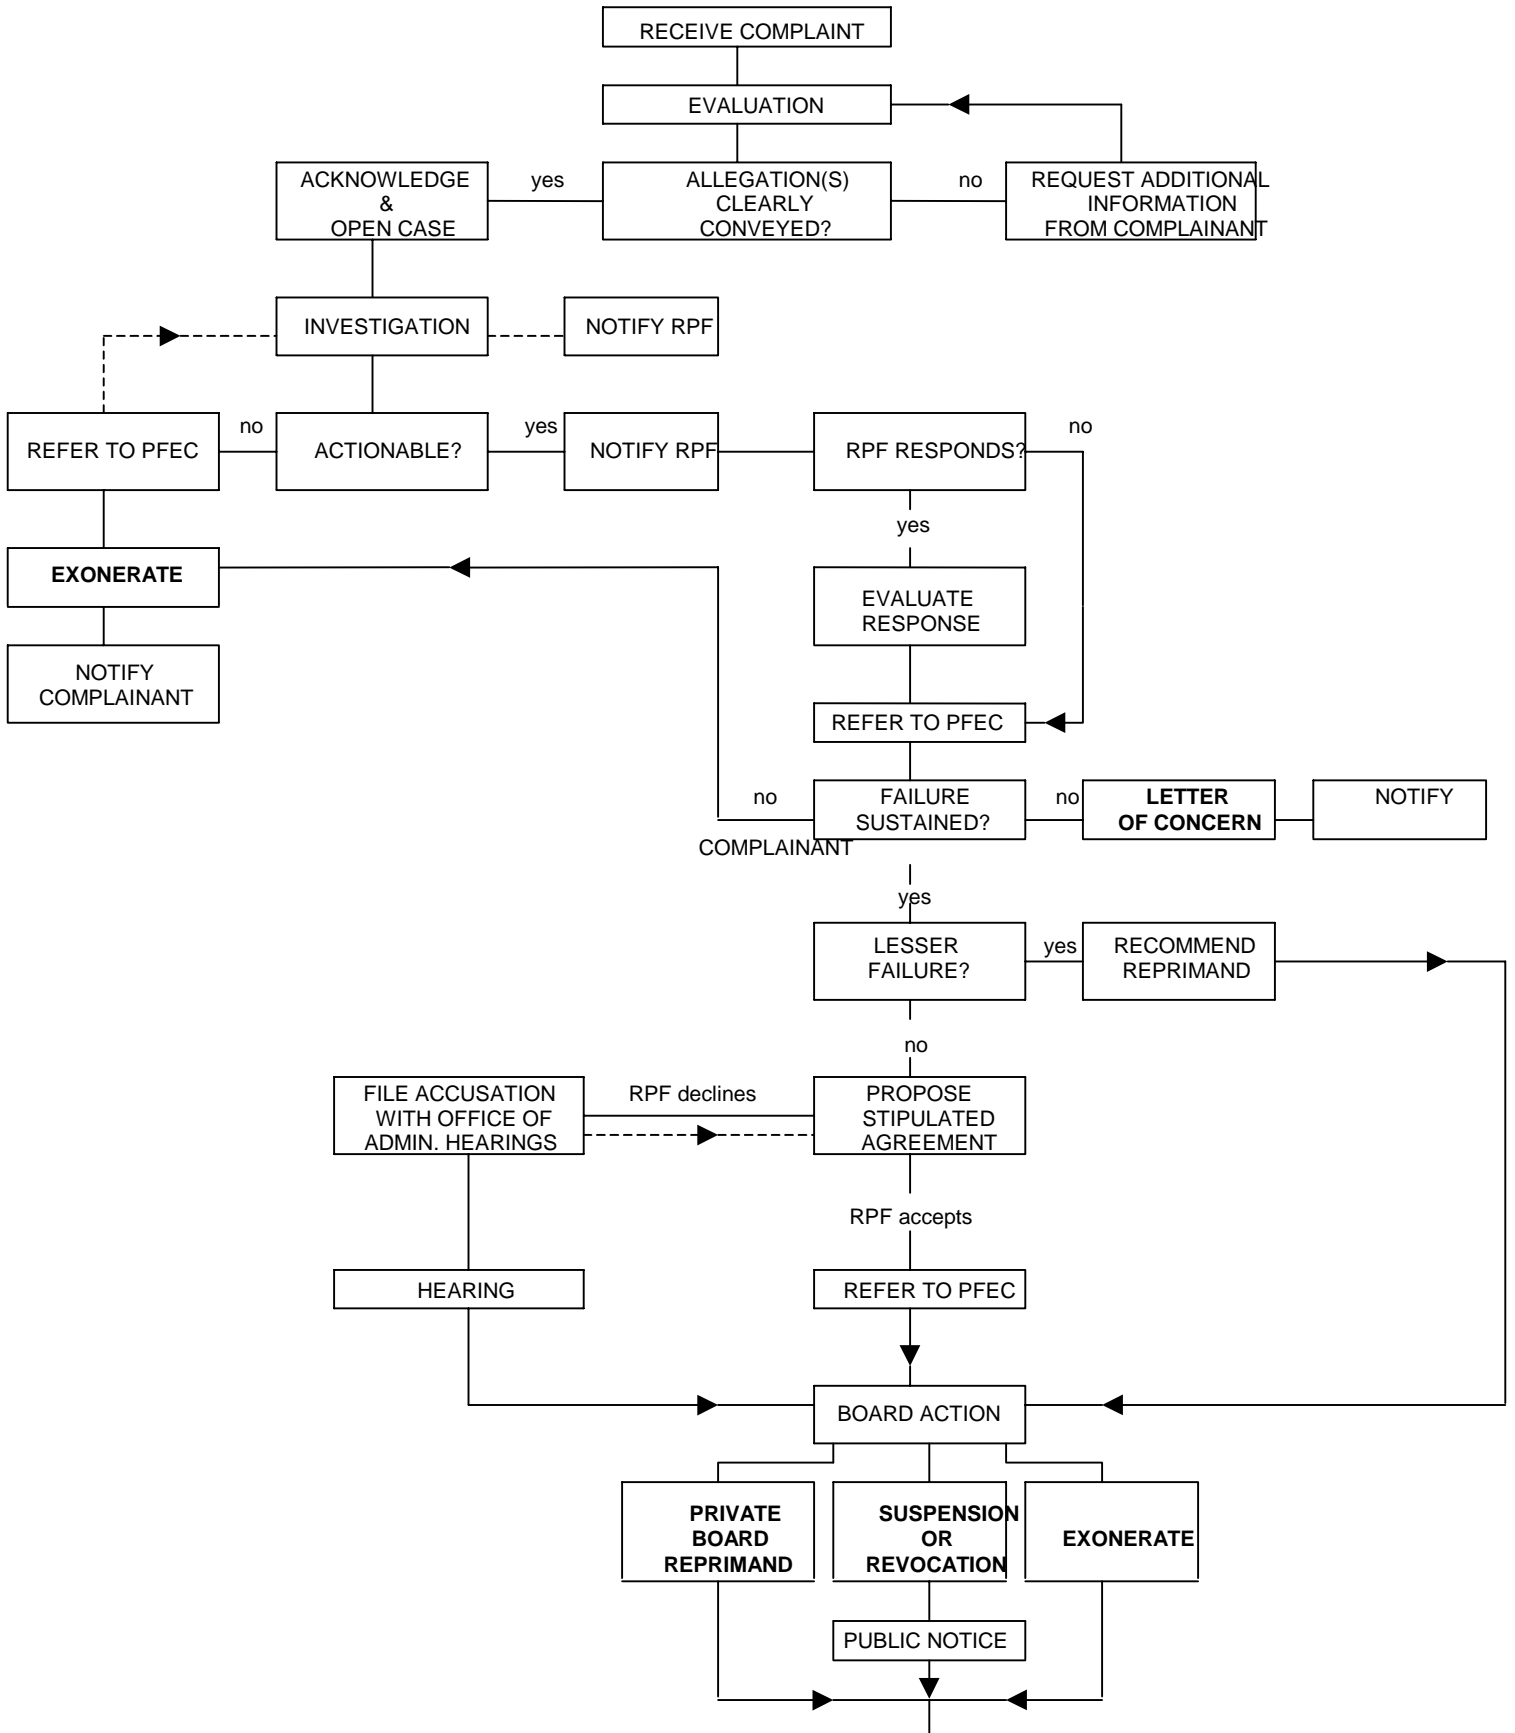 RECEIVE COMPLAINT
EVALUATION
ACKNOWLEDGE
&
OPEN CASE
yes
ALLEGATION(S)
CLEARLY
CONVEYED?
no
REQUEST ADDITIONAL
INFORMATION
FROM COMPLAINANT
INVESTIGATION
NOTIFY RPF
REFER TO PFEC
no
ACTIONABLE?
yes
NOTIFY RPF
RPF RESPONDS?
no
yes
EXONERATE
EVALUATE
RESPONSE
NOTIFY
COMPLAINANT
REFER TO PFEC
no
FAILURE
SUSTAINED?
no
LETTER
OF CONCERN
NOTIFY
COMPLAINANT
yes
LESSER
FAILURE?
yes
RECOMMEND
REPRIMAND
no
FILE ACCUSATION
WITH OFFICE OF
ADMIN. HEARINGS
RPF declines
PROPOSE
STIPULATED
AGREEMENT
RPF accepts
HEARING
REFER TO PFEC
BOARD ACTION
PRIVATE
BOARD
REPRIMAND
SUSPENSION
OR
REVOCATION
EXONERATE
PUBLIC NOTICE